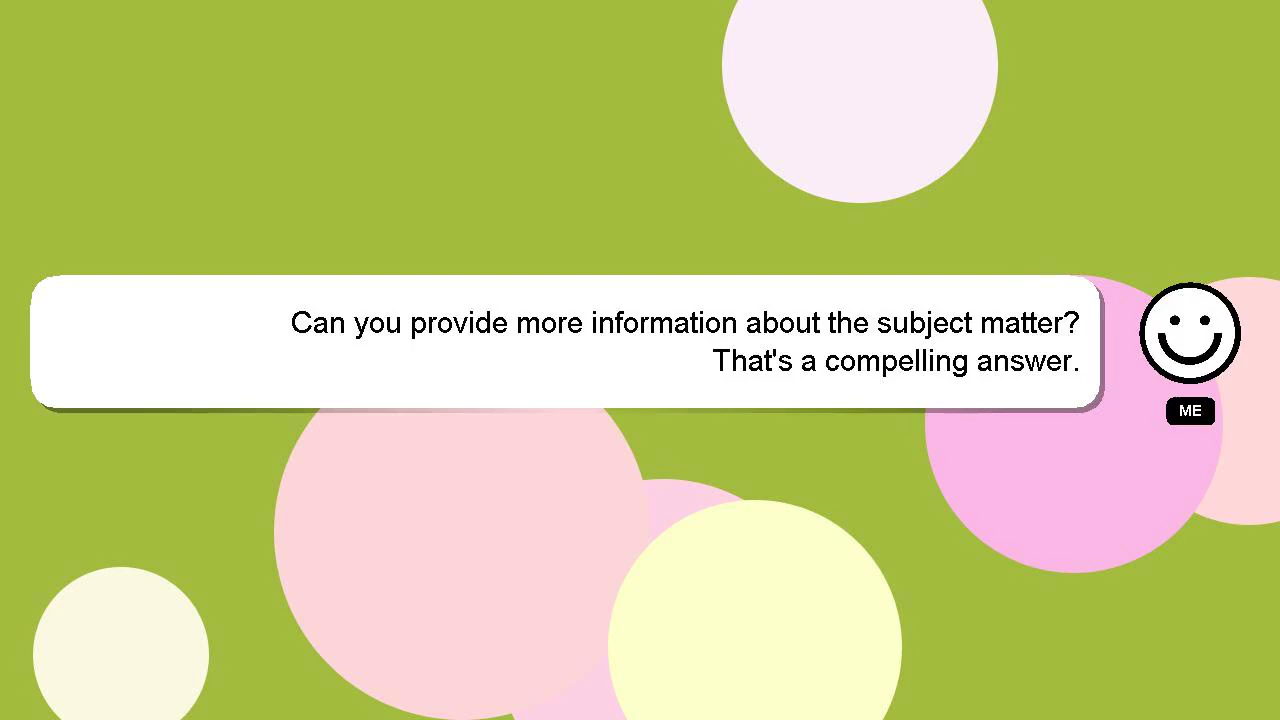 Can you provide more information about the subject matter?
That's a compelling answer.
ME